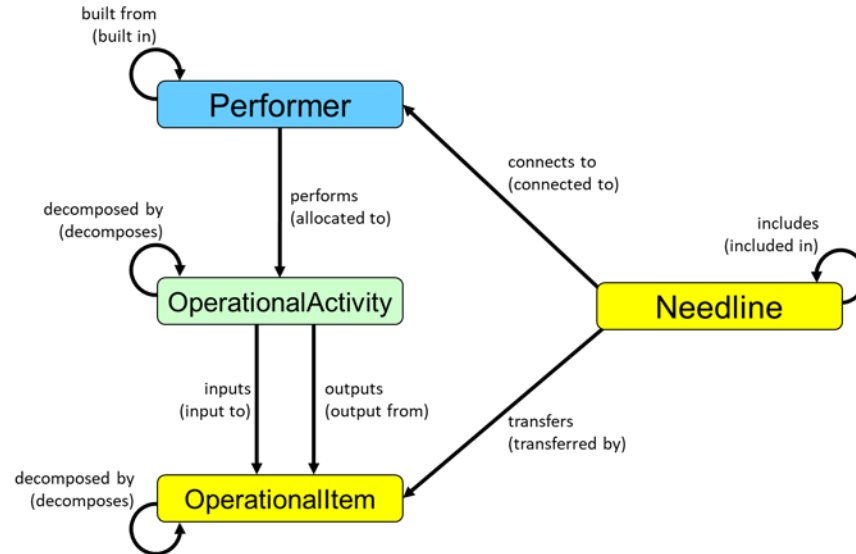 built from
(built in)
Performer
connects to
(connected to)
performs
(allocated to)
decomposed by
(decomposes)
includes
(included in)
OperationalActivity
Needline
inputs
(input to)
outputs
(output from)
transfers
(transferred by)
decomposed by
(decomposes)
OperationalItem